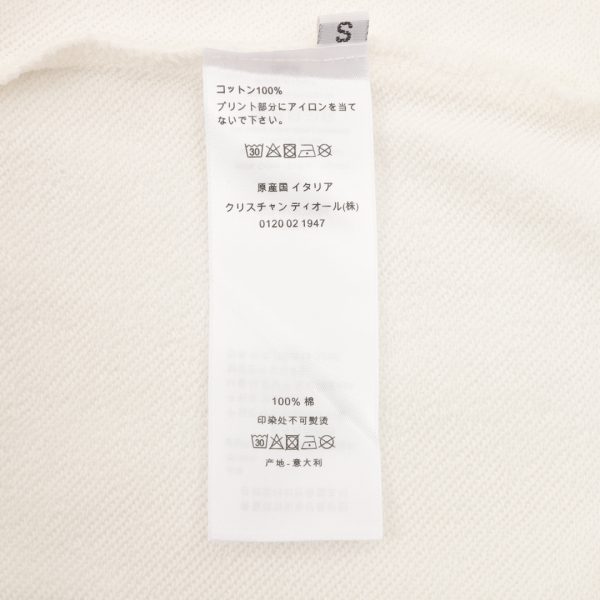 S
コットン100%
プリント部分にアイロンを当て
ないで下さい。
30
原産国 イタリア
クリスチャン ディオール(株)
0120 02 1947
100% 棉
印染处不可熨烫
30
产地-意大利